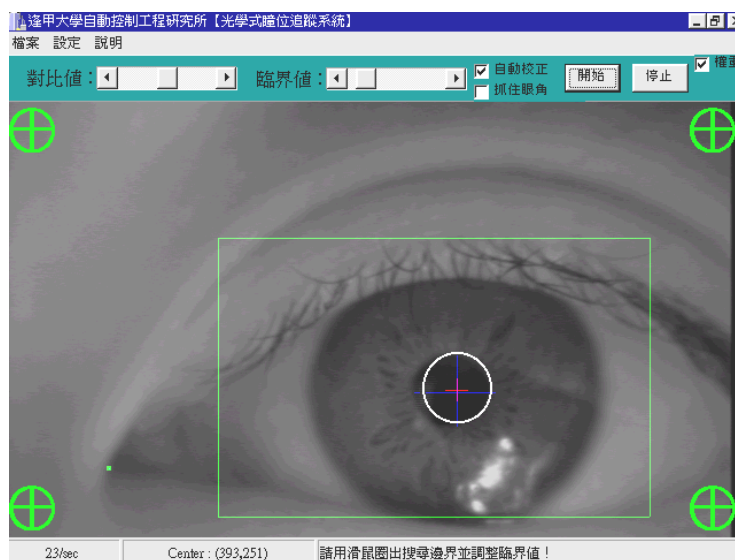 逢甲大學自動控制工程研究所【光學式瞳位追蹤系統】
檔案 設定 說明
對比值：
臨界值：
自動校正
抓住眼角
開始
停止
權重
23/sec
Center : (393,251)
請用滑鼠圈出搜尋邊界並調整臨界值！